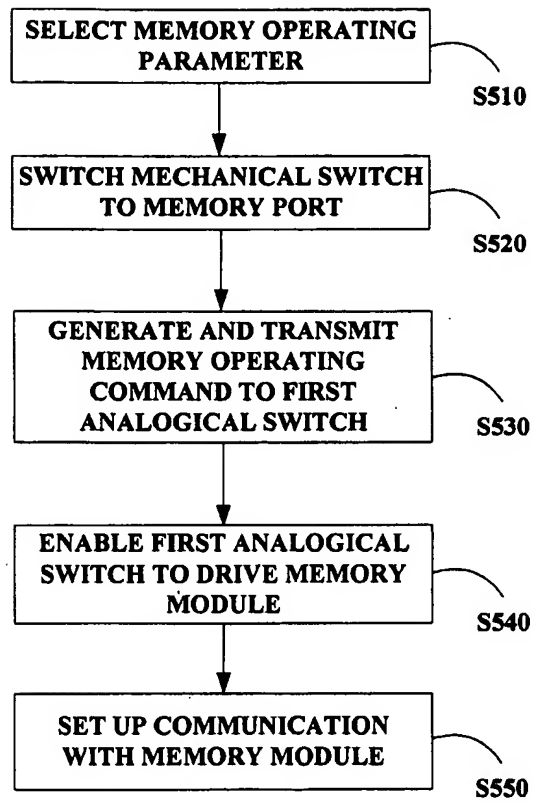 SELECT MEMORY OPERATING
PARAMETER
S510
SWITCH MECHANICAL SWITCH
TO MEMORY PORT
S520
GENERATE AND TRANSMIT
MEMORY OPERATING
COMMAND TO FIRST
ANALOGICAL SWITCH
S530
ENABLE FIRST ANALOGICAL
SWITCH TO DRIVE MEMORY
MODULE
S540
SET UP COMMUNICATION
WITH MEMORY MODULE
S550